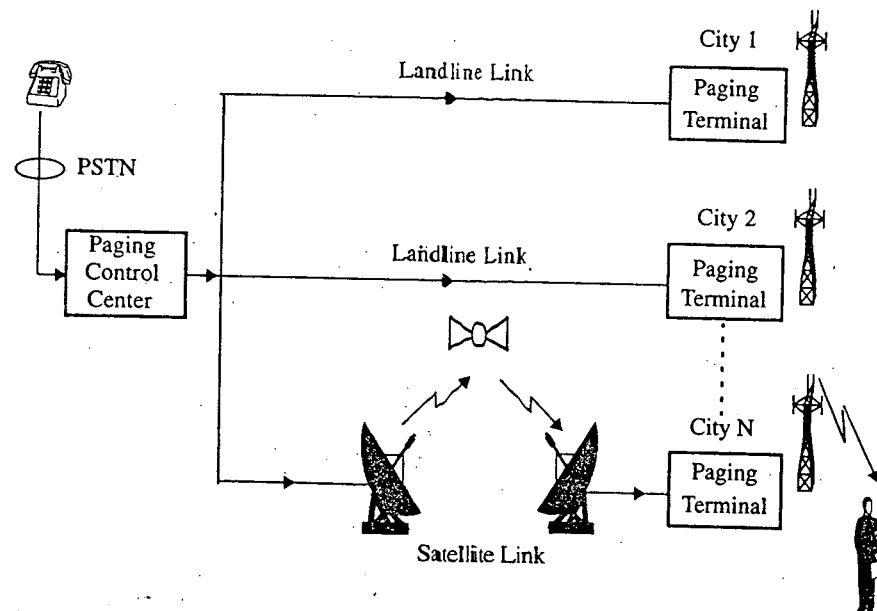 City 1
Landline Link
Paging
Terminal
PSTN
City 2
Paging
Control
Center
Landline Link
Paging
Terminal
City N
Paging
Terminal
Satellite Link